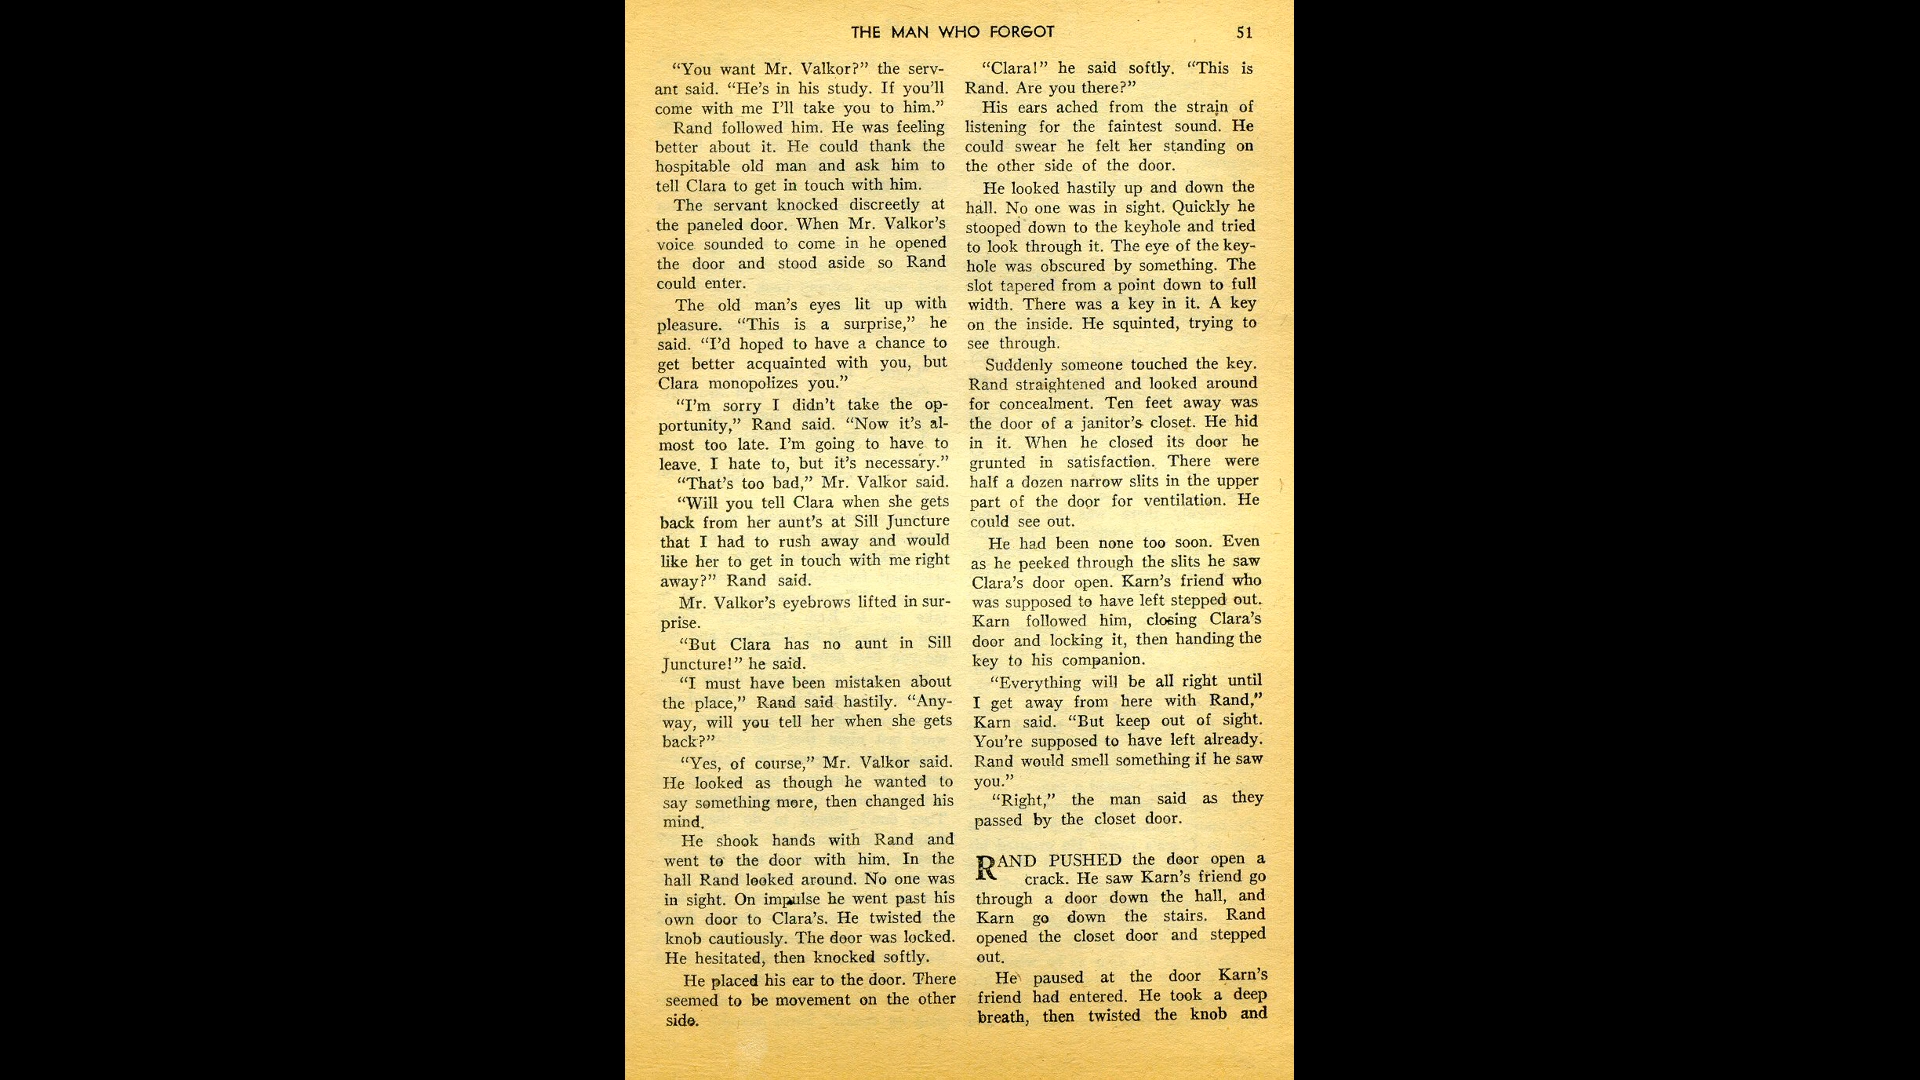 THE MAN WHO FORGOT 51
“You want Mr. Valkor?” the serv-
ant said. “He’s in his study. If you’ll
come with me I’ll take you to him.”
Rand followed him. He was feeling
better about it. He could thank the
hospitable old man and ask him to
tell Clara to get in touch with him.
The servant knocked discreetly at
the paneled door. When Mr. Valkor’s
voice sounded to come in he opened
the door and stood aside so Rand
could enter.
The old man’s eyes lit up with
pleasure. “This is a surprise,” he
said. “I’d hoped to have a chance to
get better acquainted with you, but
Clara monopolizes you.”
“I’m sorry I didn’t take the op-
portunity,” Rand said. “Now it’s al-
most too late. I’m going to have to
leave. I hate to, but it’s necessary.”
“That’s too bad,” Mr. Valkor said.
“Will you tell Clara when she gets
back from her aunt’s at Sill Juncture
that I had to rush away and would
like her to get in touch with me right
away?” Rand said.
Mr. Valkor’s eyebrows lifted in sur-
prise.
“But Clara has no aunt in Sill
Juncture!” he said.
“I must have been mistaken about
the place,” Rand said hastily. “Any-
way, will you tell her when she gets
back?”
“Yes, of course,” Mr. Valkor said.
He looked as though he wanted to
say something more, then changed his
mind.
He shook hands with Rand and
went to the door with him. In the
hall Rand looked around. No one was
in sight. On impulse he went past his
own door to Clara’s. He twisted the
knob cautiously. The door was locked.
He hesitated, then knocked softly.
He placed his ear to the door. There
seemed to be movement on the other
side.
“Clara!” he said softly. “This is
Rand. Are you there?”
His ears ached from the strain of
listening for the faintest sound. He
could swear he felt her standing on
the other side of the door.
He looked hastily up and down the
hall. No one was in sight. Quickly he
stooped down to the keyhole and tried
to look through it. The eye of the key-
hole was obscured by something. The
slot tapered from a point down to full
width. There was a key in it. A key
on the inside. He squinted, trying to
see through.
Suddenly someone touched the key.
Rand straightened and looked around
for concealment. Ten feet away was
the door of a janitor’s closet. He hid
in it. When he closed its door he
grunted in satisfaction. There were
half a dozen narrow slits in the upper
part of the door for ventilation. He
could see out.
He had been none too soon. Even
as he peeked through the slits he saw
Clara’s door open. Karn’s friend who
was supposed to have left stepped out.
Karn followed him, closing Clara’s
door and locking it, then handing the
key to his companion.
“Everything will be all right until
I get away from here with Rand,”
Karn said. “But keep out of sight.
You’re supposed to have left already.
Rand would smell something if he saw
you.”
“Right,” the man said as they
passed by the closet door.
RAND PUSHED the door open a
crack. He saw Karn’s friend go
through a door down the hall, and
Karn go down the stairs. Rand
opened the closet door and stepped
out.
He paused at the door Karn’s
friend had entered. He took a deep
breath, then twisted the knob and